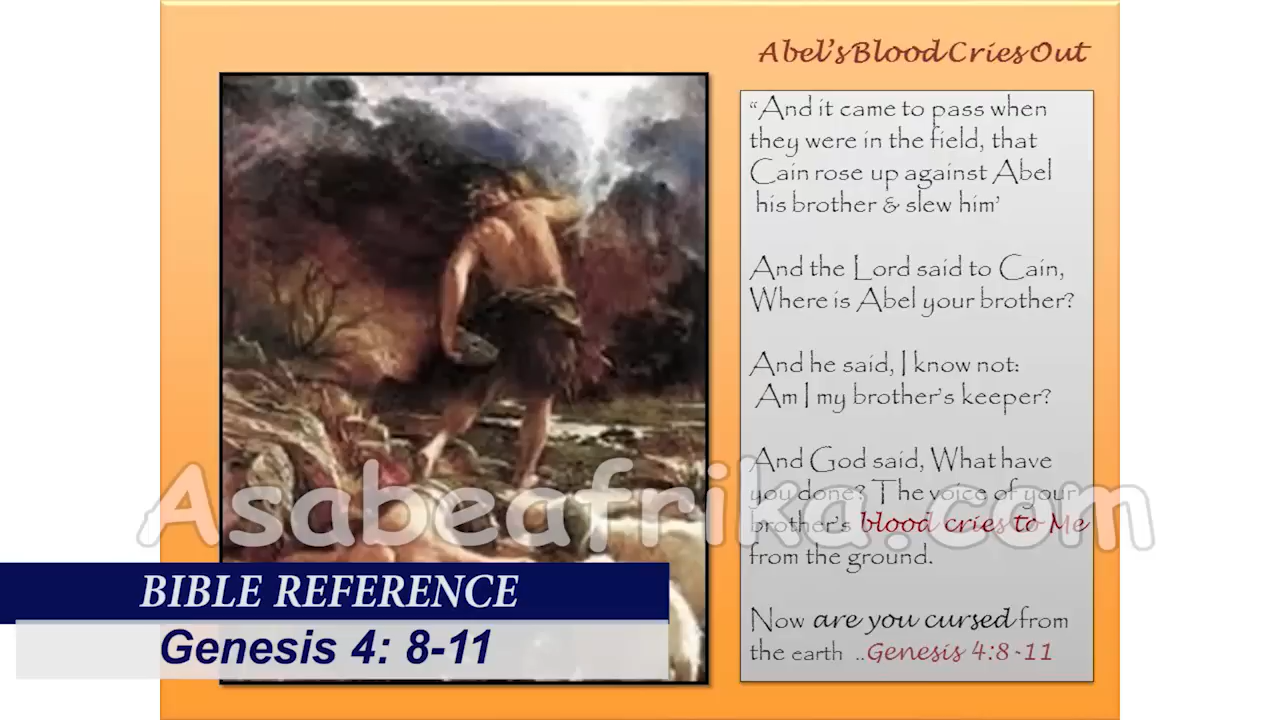 Abel's Blood Cries Out
“And it came to pass when
they were in the field, that
Cain rose up against Abel
his brother & slew him’
And the Lord said to Cain,
Where is Abel your brother?
And he said, I know not:
Am I my brother's keeper?
And God said, What have
you done? The voice of your
brother's blood cries to Me
from the ground.
Now are you cursed from
the earth ..Genesis 4:8-11
Asabeafrika.com
BIBLE REFERENCE
Genesis 4: 8-11